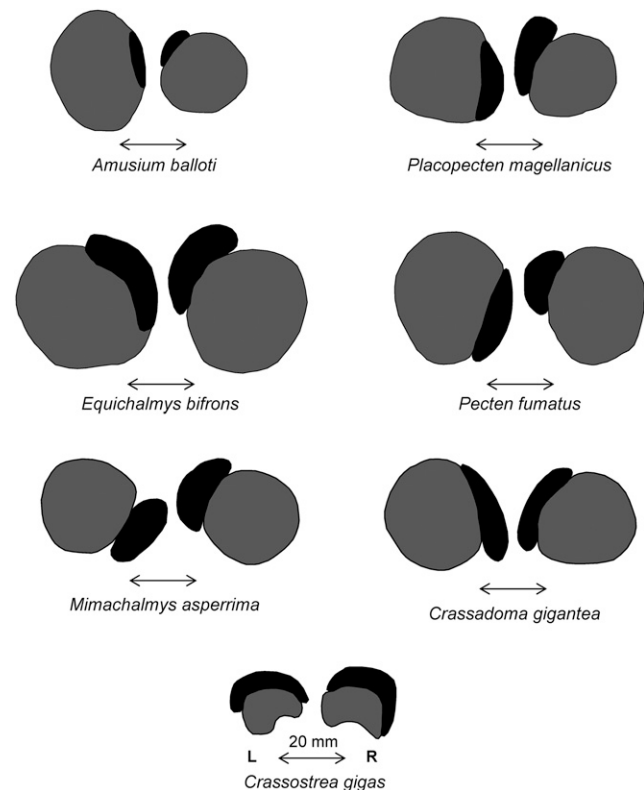 Amusium balloti
Placopecten magellanicus
Equichalmys bifrons
Pecten fumatus
Mimachalmys asperrima
Crassadoma gigantea
20 mm
L R
Crassostrea gigas